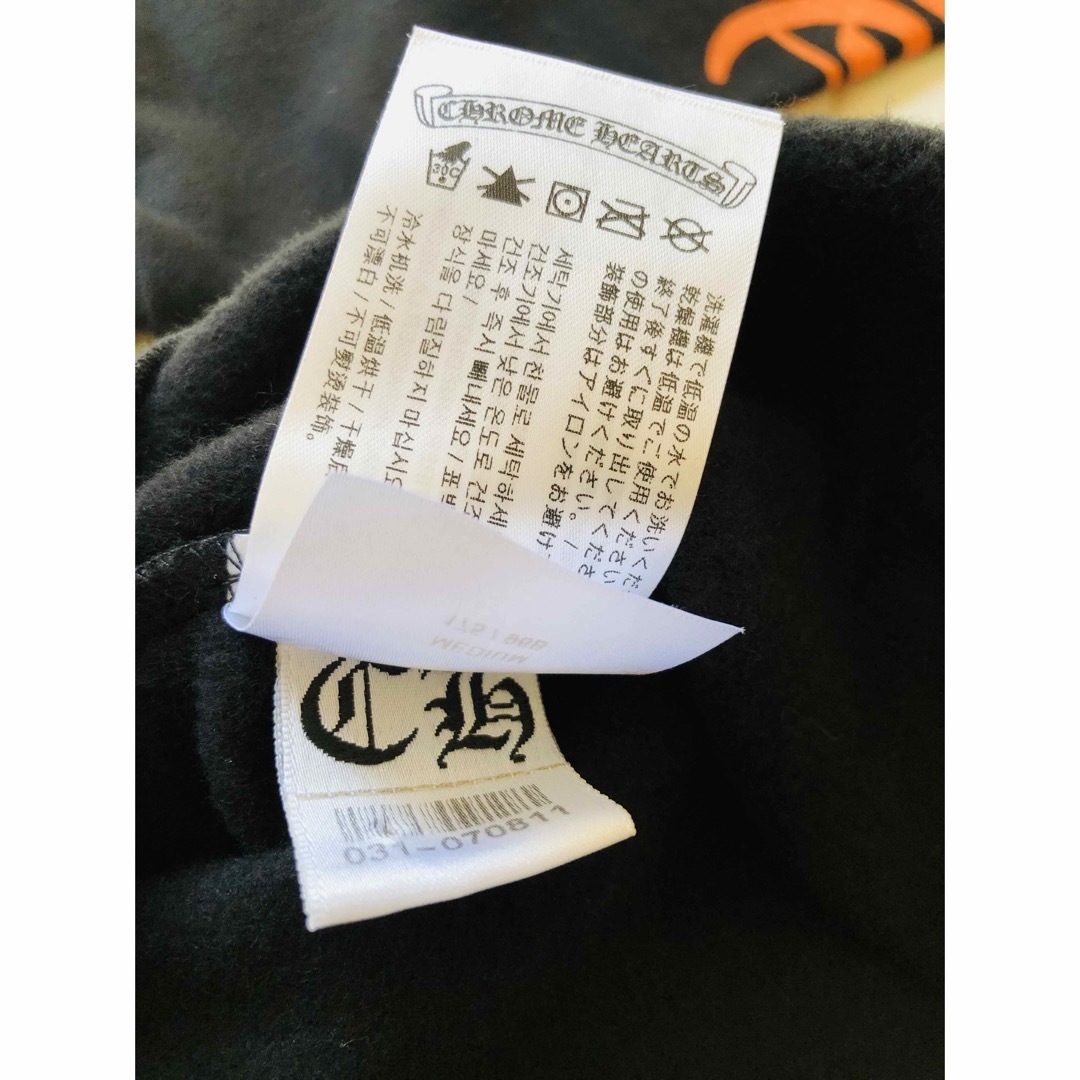 CHROME HEARTS
30C
洗濯機で低温の水でお洗いくださ
乾燥機は低温でご使用くださ
終了後すぐに取り出してくださ
の使用はお避けください。/
装飾部分はアイロンをお避け
세탁기에서 찬물로 세탁하세
건조기에서 낮은 온도로 건조
건조 후 즉시 빼내세요 / 표
마세요 /
장식을 다림질하지 마십시오
冷水机洗 / 低温烘干 / 干燥后
不可漂白 / 不可熨烫装饰。
MEDIUM
175 / 96B
CH
031-070811